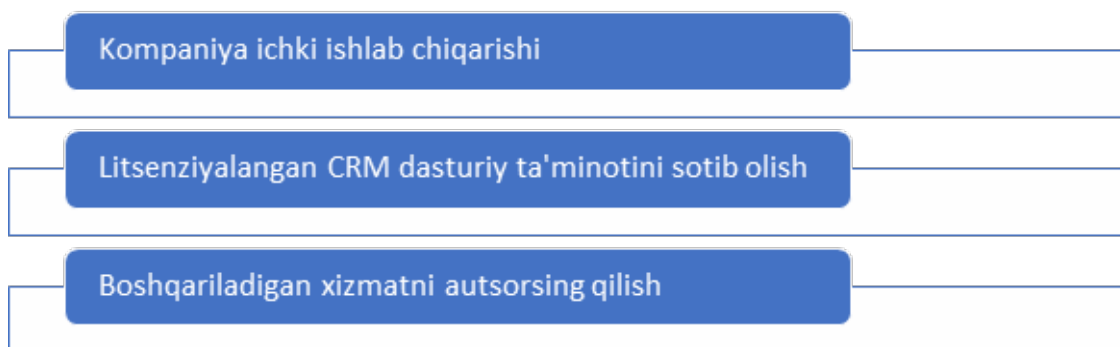 Kompaniya ichki ishlab chiqarishi
Litsenziyalangan CRM dasturiy ta'minotini sotib olish
Boshqariladigan xizmatni autsorsing qilish